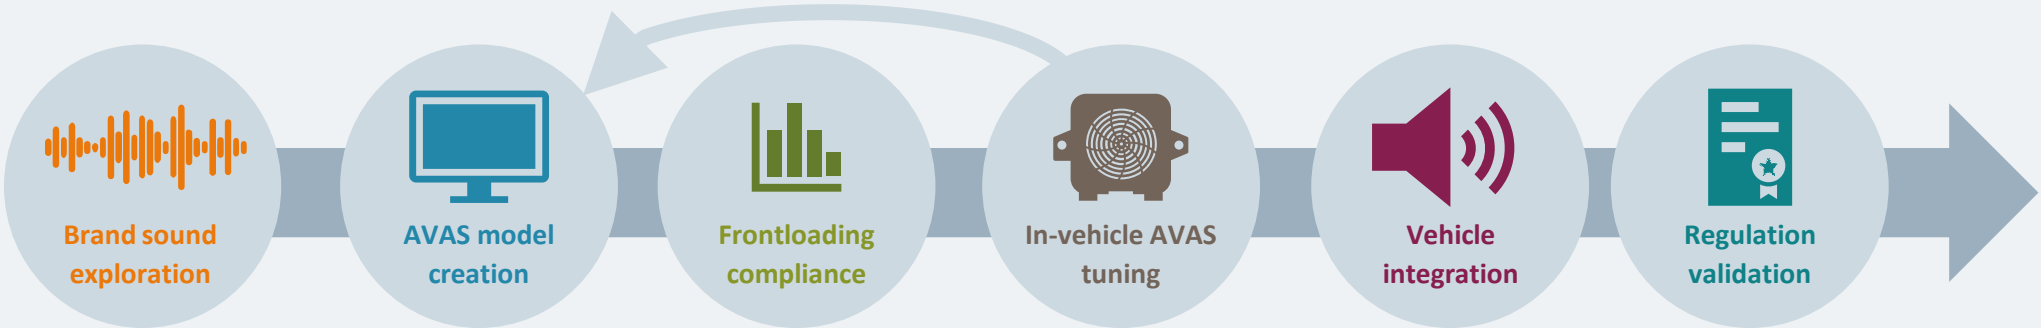 Brand sound
exploration
AVAS model
creation
Frontloading
compliance
In-vehicle AVAS
tuning
Vehicle
integration
Regulation
validation